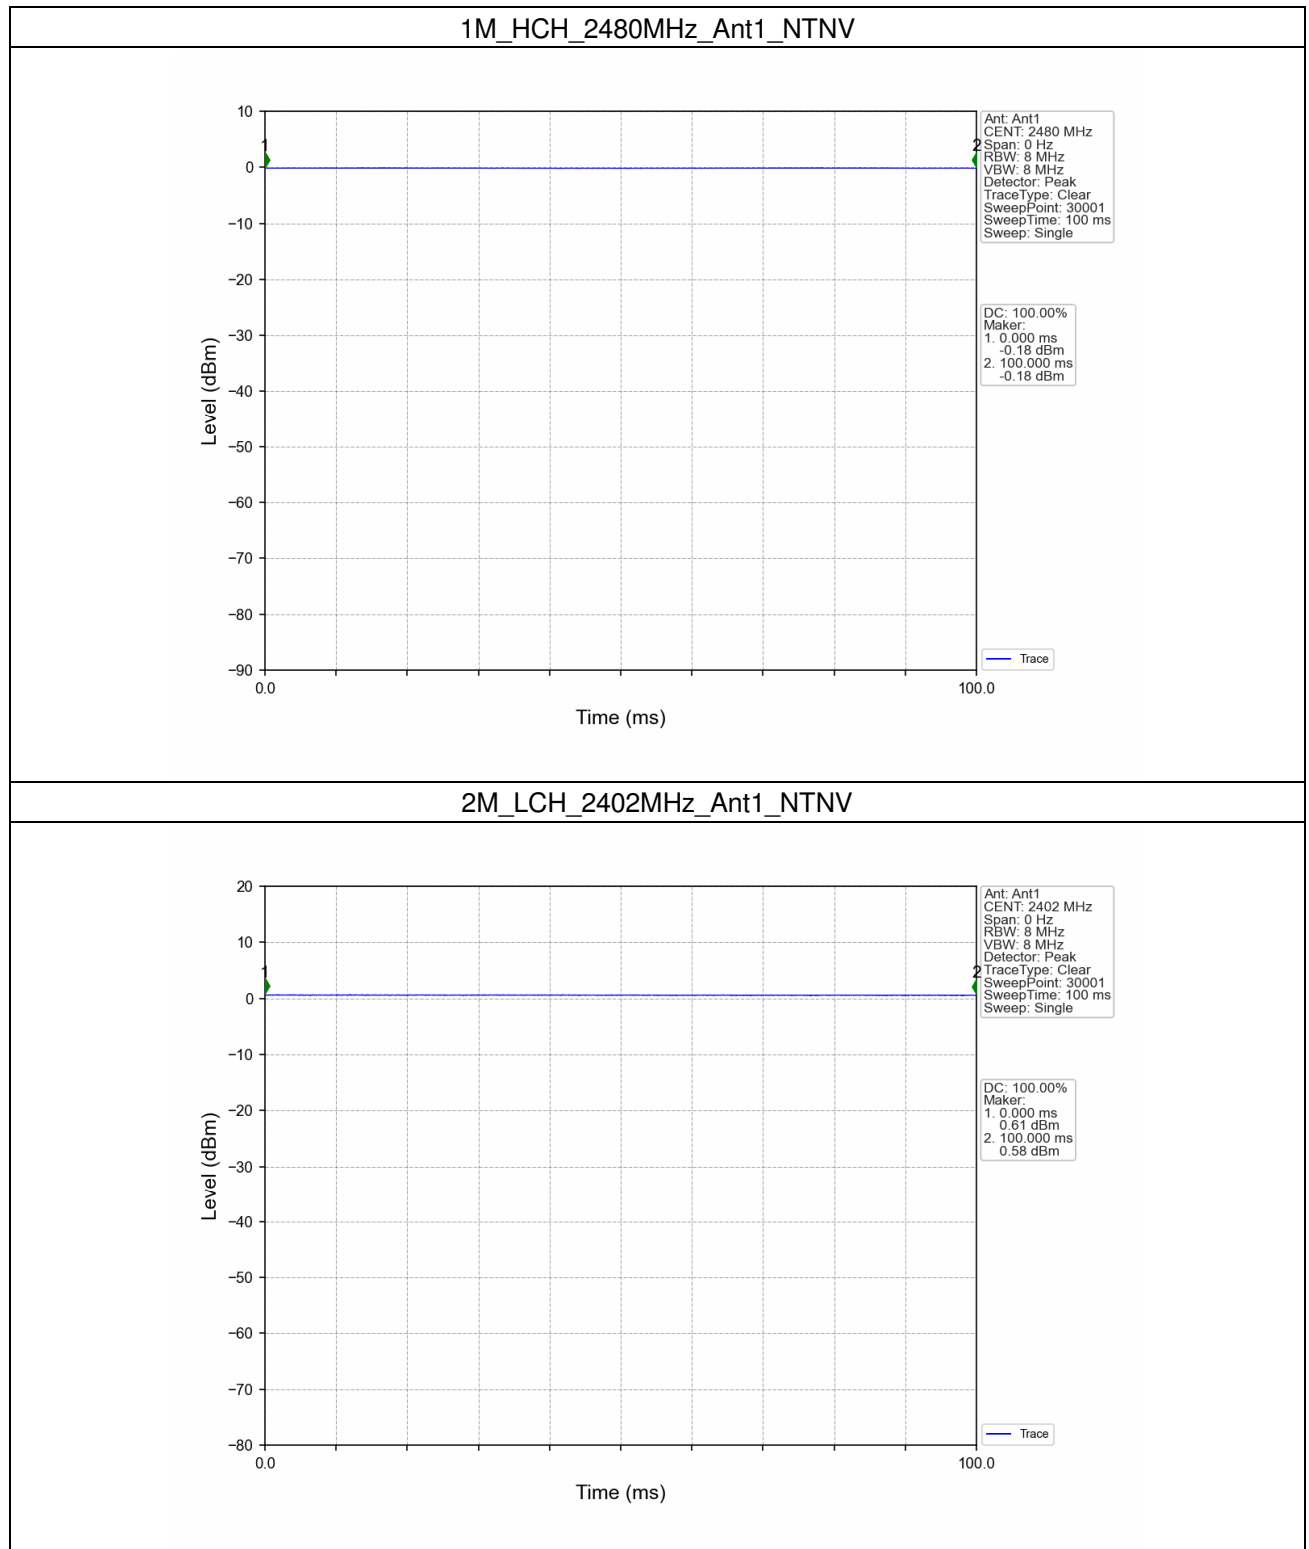 1M_HCH_2480MHz_Ant1_NTNV
10
0
−10
−20
−30
−40
−50
−60
−70
−80
−90
Level (dBm)
1
2
0.0
100.0
Time (ms)
Ant: Ant1
CENT: 2480 MHz
Span: 0 Hz
RBW: 8 MHz
VBW: 8 MHz
Detector: Peak
TraceType: Clear
SweepPoint: 30001
SweepTime: 100 ms
Sweep: Single
DC: 100.00%
Maker:
1. 0.000 ms
-0.18 dBm
2. 100.000 ms
-0.18 dBm
Trace
2M_LCH_2402MHz_Ant1_NTNV
20
10
0
−10
−20
−30
−40
−50
−60
−70
−80
Level (dBm)
1
2
0.0
100.0
Time (ms)
Ant: Ant1
CENT: 2402 MHz
Span: 0 Hz
RBW: 8 MHz
VBW: 8 MHz
Detector: Peak
TraceType: Clear
SweepPoint: 30001
SweepTime: 100 ms
Sweep: Single
DC: 100.00%
Maker:
1. 0.000 ms
0.61 dBm
2. 100.000 ms
0.58 dBm
Trace